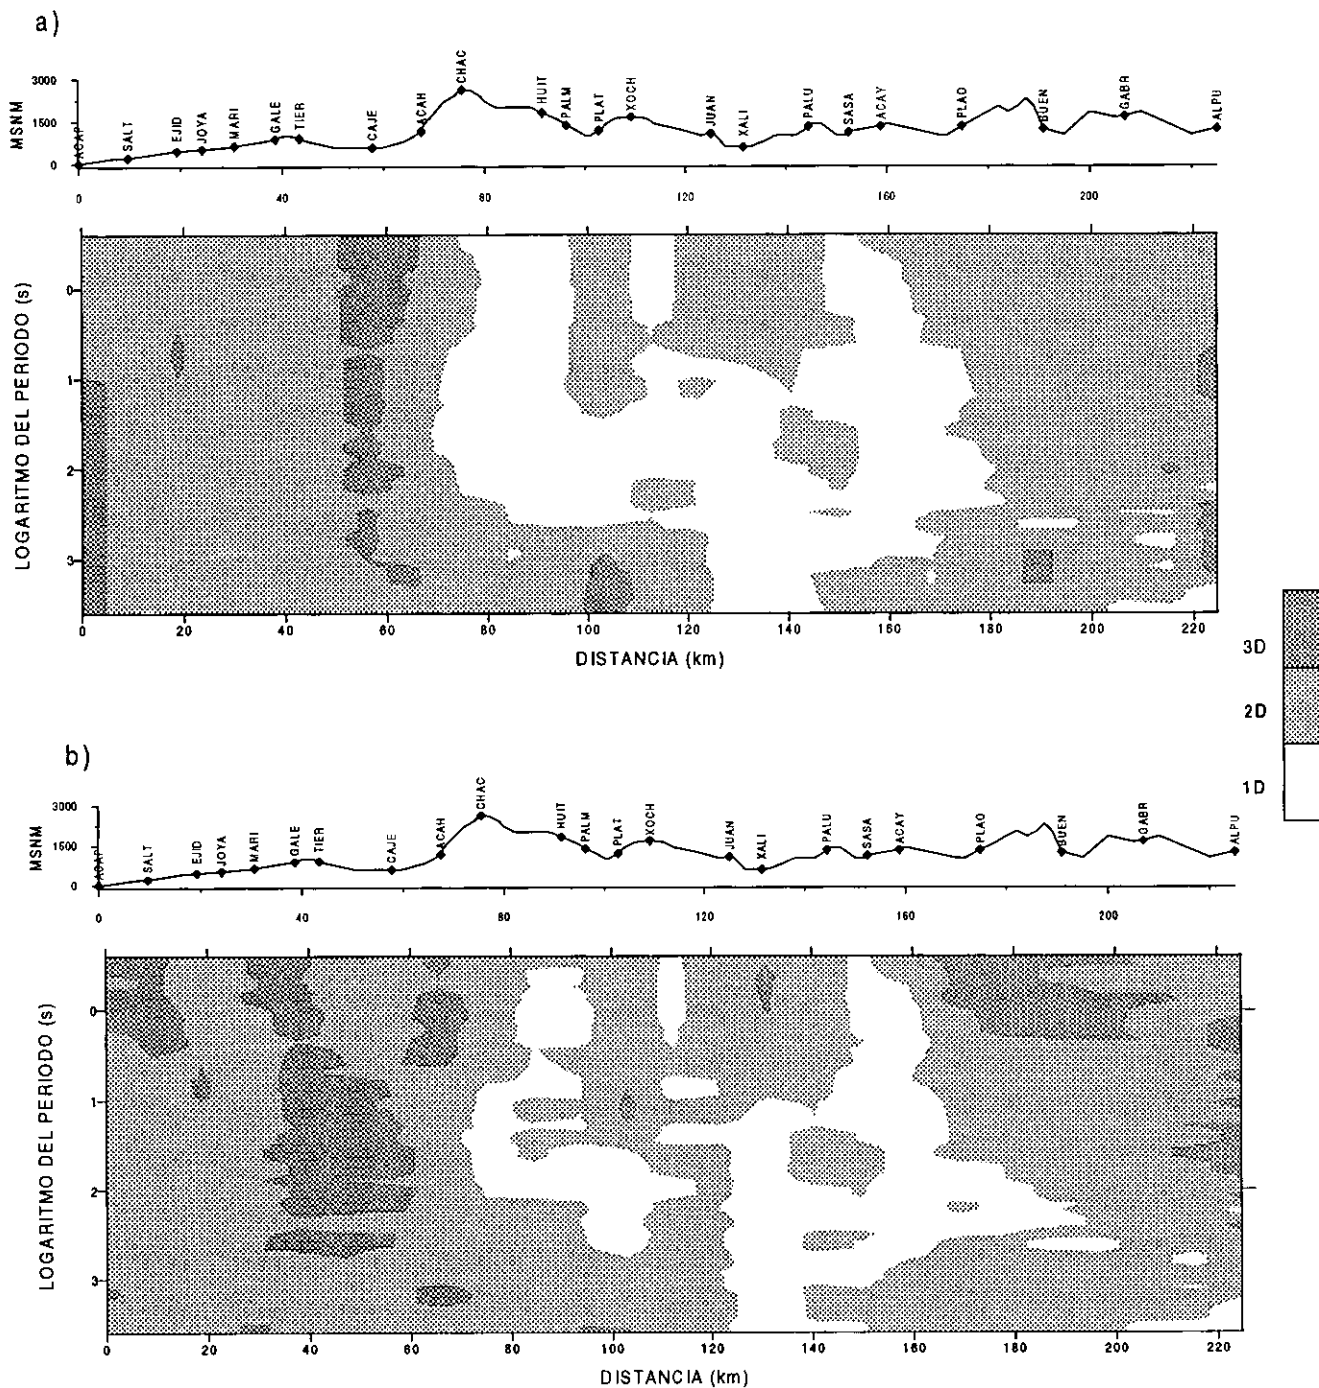 a)
MSNM
3000
1500
0
ACAP
SALT
EJID
JOYA
MARI
GALE
TIER
CAJE
ACAH
CHAC
HUIT
PALM
PLAT
XOCH
JUAN
XALI
PALU
SASA
ACAY
PLAO
BUEN
GABR
ALPU
0 40 80 120 160 200
LOGARITMO DEL PERIODO (s)
0
1
2
3
0 20 40 60 80 100 120 140 160 180 200 220
DISTANCIA (km)
3D
2D
1D
b)
MSNM
3000
1500
0
ACAP
SALT
EJID
JOYA
MARI
GALE
TIER
CAJE
ACAH
CHAC
HUIT
PALM
PLAT
XOCH
JUAN
XALI
PALU
SASA
ACAY
PLAO
BUEN
GABR
ALPU
0 40 80 120 160 200
LOGARITMO DEL PERIODO (s)
0
1
2
3
0 20 40 60 80 100 120 140 160 180 200 220
DISTANCIA (km)